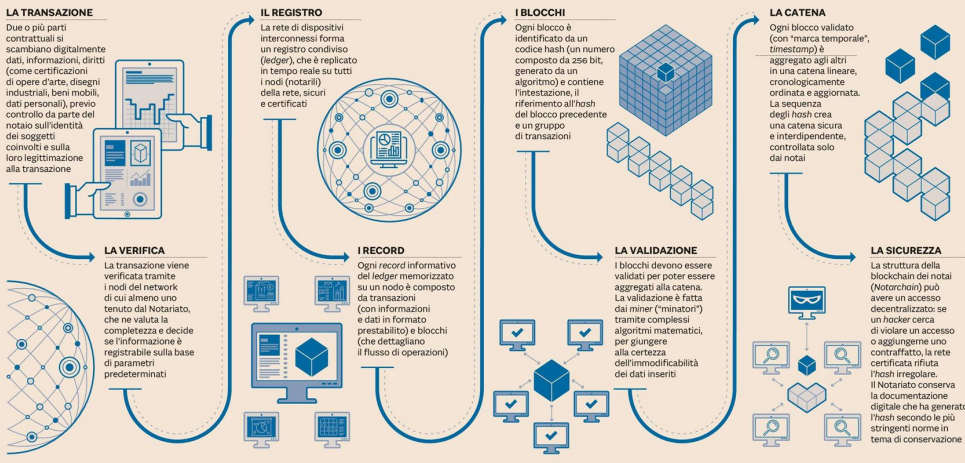 LA TRANSAZIONE
Due o più parti
contrattuali si
scambiano digitalmente
dati, informazioni, diritti
(come certificazioni
di opere d'arte, disegni
industriali, beni mobili,
dati personali), previo
controllo da parte del
notaio sull'identità
dei soggetti
coinvolti e sulla
loro legittimazione
alla transazione
LA VERIFICA
La transazione viene
verificata tramite
i nodi del network
di cui almeno uno
tenuto dal Notariato,
che ne valuta la
completezza e decide
se l'informazione è
registrabile sulla base
di parametri
predeterminati
IL REGISTRO
La rete di dispositivi
interconnessi forma
un registro condiviso
(ledger), che è replicato
in tempo reale su tutti
i nodi (notarili)
della rete, sicuri
e certificati
I RECORD
Ogni record informativo
del ledger memorizzato
su un nodo è composto
da transazioni
(con informazioni
e dati in formato
prestabilito) e blocchi
(che dettagliano
il flusso di operazioni)
I BLOCCHI
Ogni blocco è
identificato da un
codice hash (un numero
composto da 256 bit,
generato da un
algoritmo) e contiene
l'intestazione, il
riferimento all'hash
del blocco precedente
e un gruppo
di transazioni
LA VALIDAZIONE
I blocchi devono essere
validati per poter essere
aggregati alla catena.
La validazione è fatta
dai miner ("minatori")
tramite complessi
algoritmi matematici,
per giungere
alla certezza
dell'immodificabilità
dei dati inseriti
LA CATENA
Ogni blocco validato
(con "marca temporale",
timestamp) è
aggregato agli altri
in una catena lineare,
cronologicamente
ordinata e aggiornata.
La sequenza
degli hash crea
una catena sicura
e interdipendente,
controllata solo
dai notai
LA SICUREZZA
La struttura della
blockchain dei notai
(Notarchain) può
avere un accesso
decentralizzato: se
un hacker cerca
di violare un accesso
o aggiungerne uno
contraffatto, la rete
certificata rifiuta
l'hash irregolare.
Il Notariato conserva
la documentazione
digitale che ha generato
l'hash secondo le più
stringenti norme in
tema di conservazione